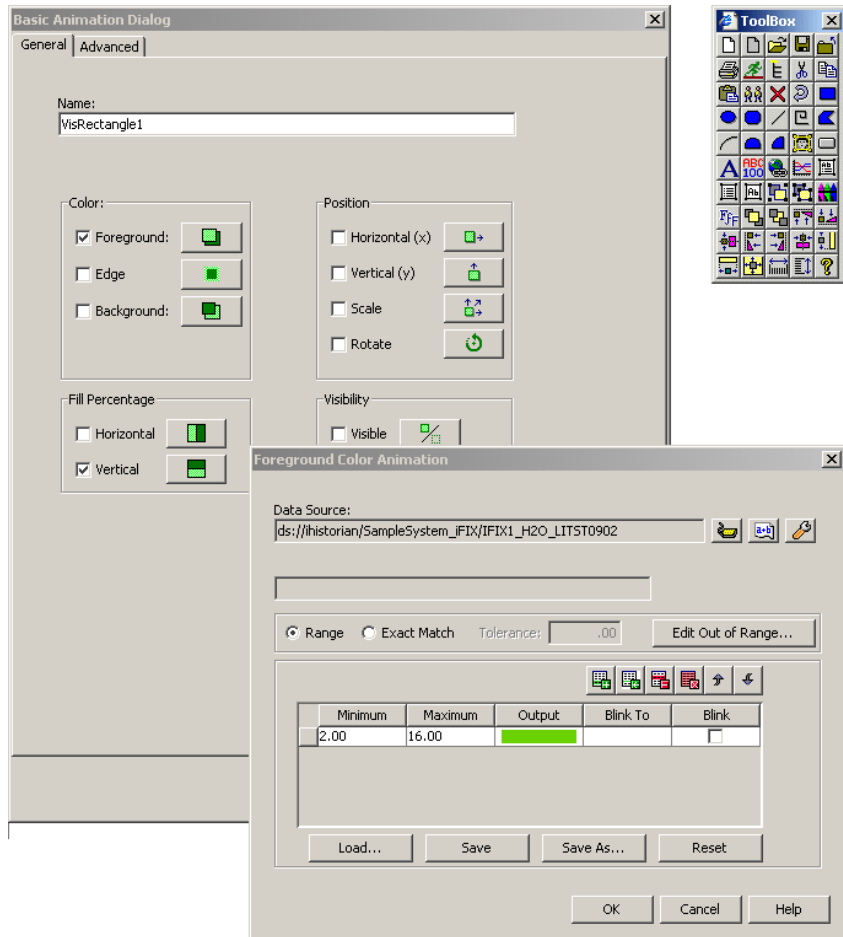 Basic Animation Dialog
General
Advanced
Name:
VisRectangle1
Color:
Foreground:
Edge
Background:
Position
Horizontal (x)
Vertical (y)
Scale
Rotate
Fill Percentage
Horizontal
Vertical
Visibility
Visible
ToolBox
A
ABC
100
Ab
Ab
Foreground Color Animation
Data Source:
ds://ihistorian/SampleSystem_iFIX/IFIX1_H2O_LITST0902
a+b
Range
Exact Match
Tolerance:
.00
Edit Out of Range...
Minimum Maximum Output Blink To Blink
2.00 16.00
Load...
Save
Save As...
Reset
OK
Cancel
Help